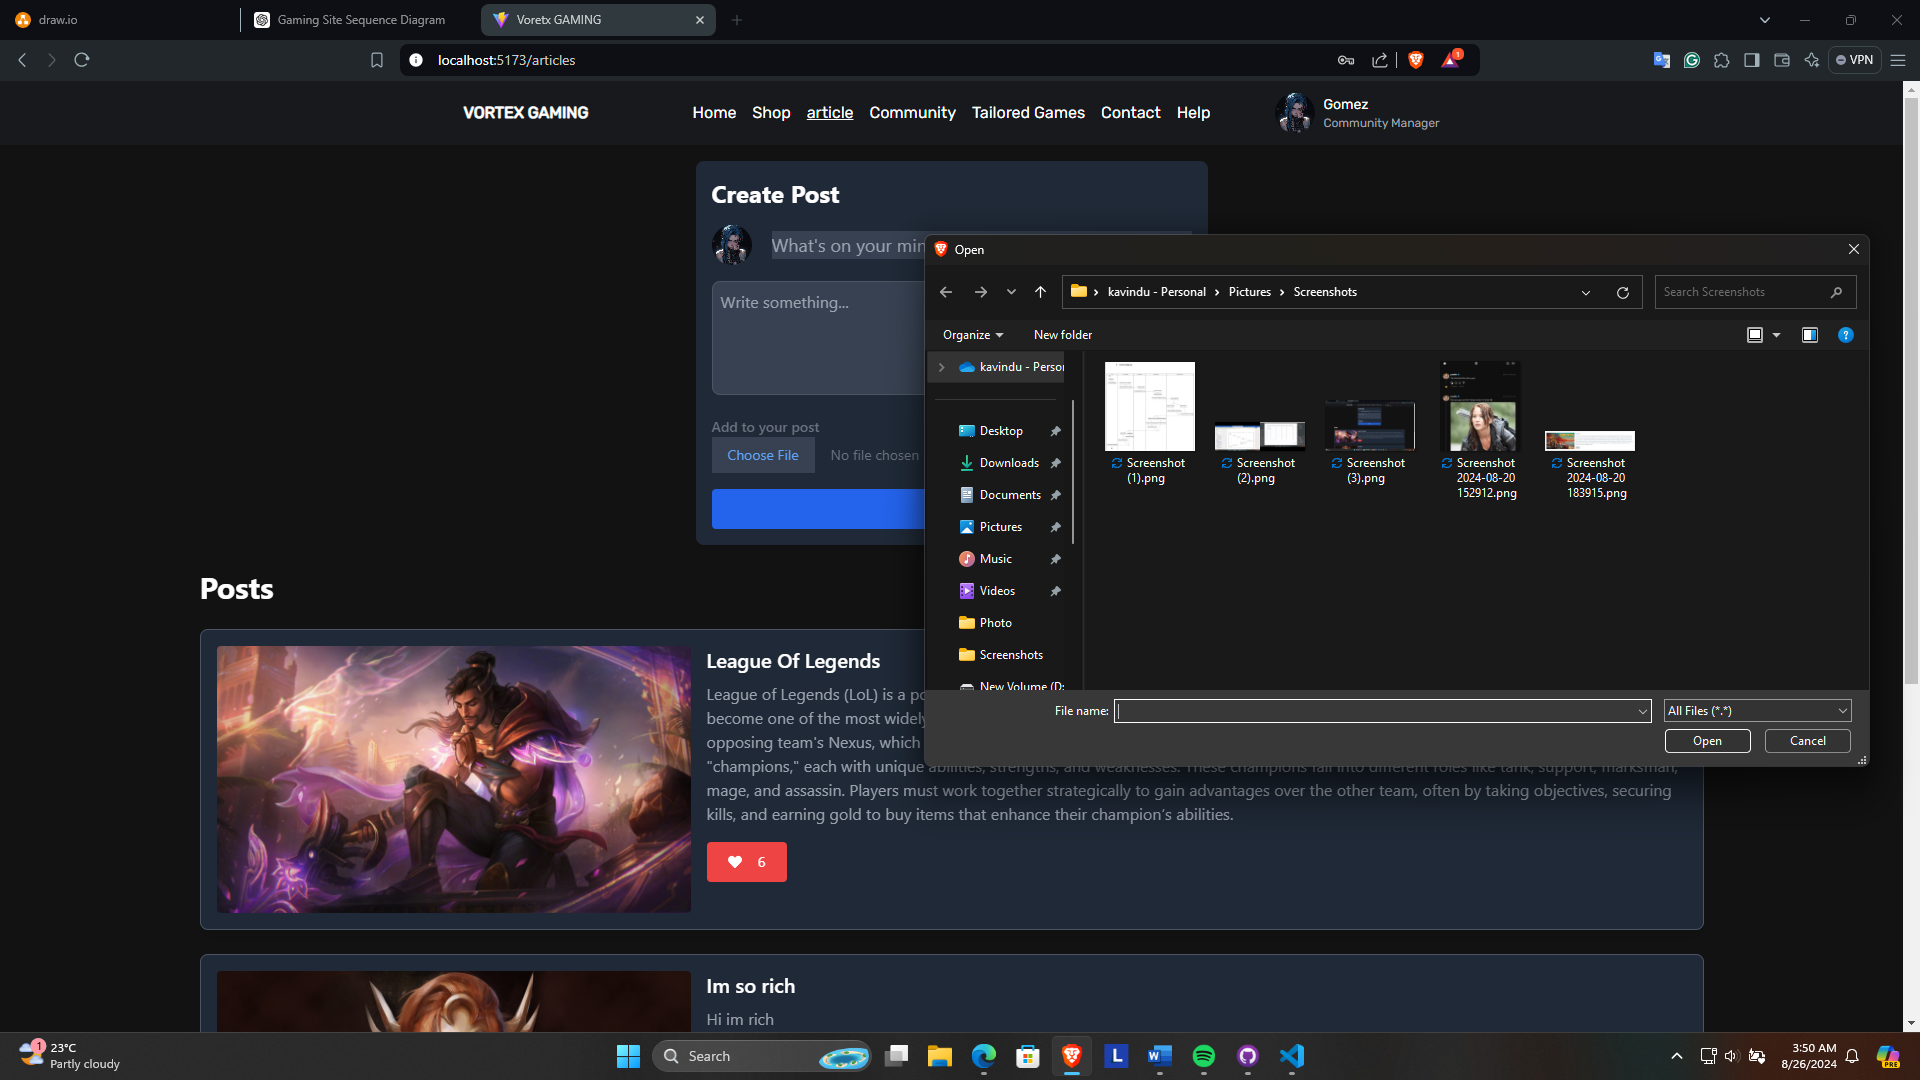 draw.io
Gaming Site Sequence Diagram
Voretx GAMING
localhost:5173/articles
1
VPN
VORTEX GAMING
Home Shop article Community Tailored Games Contact Help
Gomez
Community Manager
Create Post
What's on your min
Write something...
Add to your post
Choose File No file chosen
Open
kavindu - Personal > Pictures > Screenshots
Search Screenshots
Organize New folder
kavindu - Person
Desktop
Downloads
Documents
Pictures
Music
Videos
Photo
Screenshots
New Volume (D:
Screenshot
(1).png
Screenshot
(2).png
Screenshot
(3).png
Screenshot
2024-08-20
152912.png
Screenshot
2024-08-20
183915.png
File name:
All Files (*.*)
Open Cancel
Posts
League Of Legends
League of Legends (LoL) is a po
become one of the most widely
opposing team's Nexus, which
"champions," each with unique abilities, strengths, and weaknesses. These champions fall into different roles like tank, support, marksman,
mage, and assassin. Players must work together strategically to gain advantages over the other team, often by taking objectives, securing
kills, and earning gold to buy items that enhance their champion's abilities.
6
Im so rich
Hi im rich
1
23°C
Partly cloudy
Search
L
3:50 AM
8/26/2024
PRE